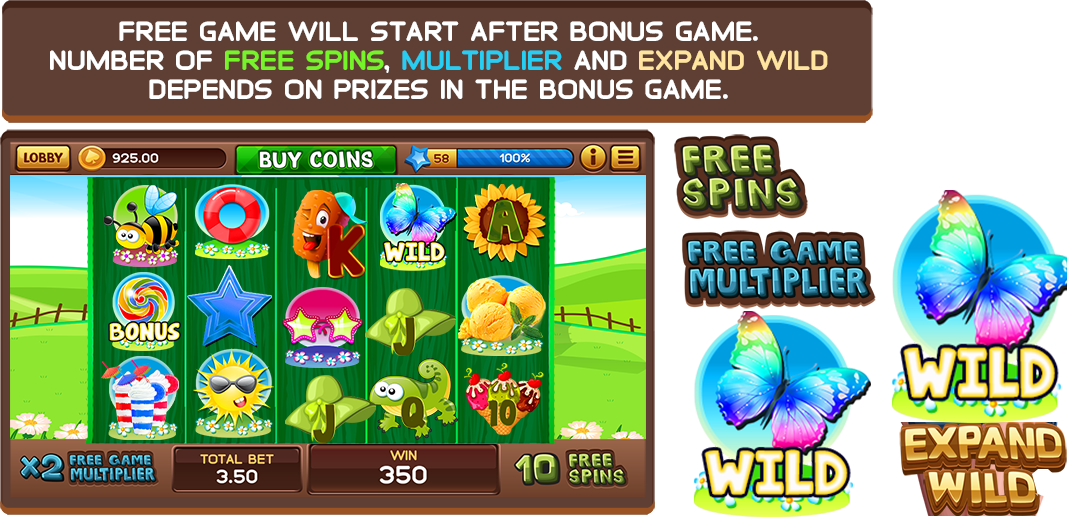 FREE GAME WILL START AFTER BONUS GAME.
NUMBER OF FREE SPINS, MULTIPLIER AND EXPAND WILD
DEPENDS ON PRIZES IN THE BONUS GAME.
LOBBY
925.00
BUY COINS
58
100%
i
K
WILD
A
BONUS
J
J
Q
10
x2 FREE GAME
MULTIPLIER
TOTAL BET
3.50
WIN
350
10 FREE
SPINS
FREE
SPINS
FREE GAME
MULTIPLIER
WILD
WILD
EXPAND
WILD